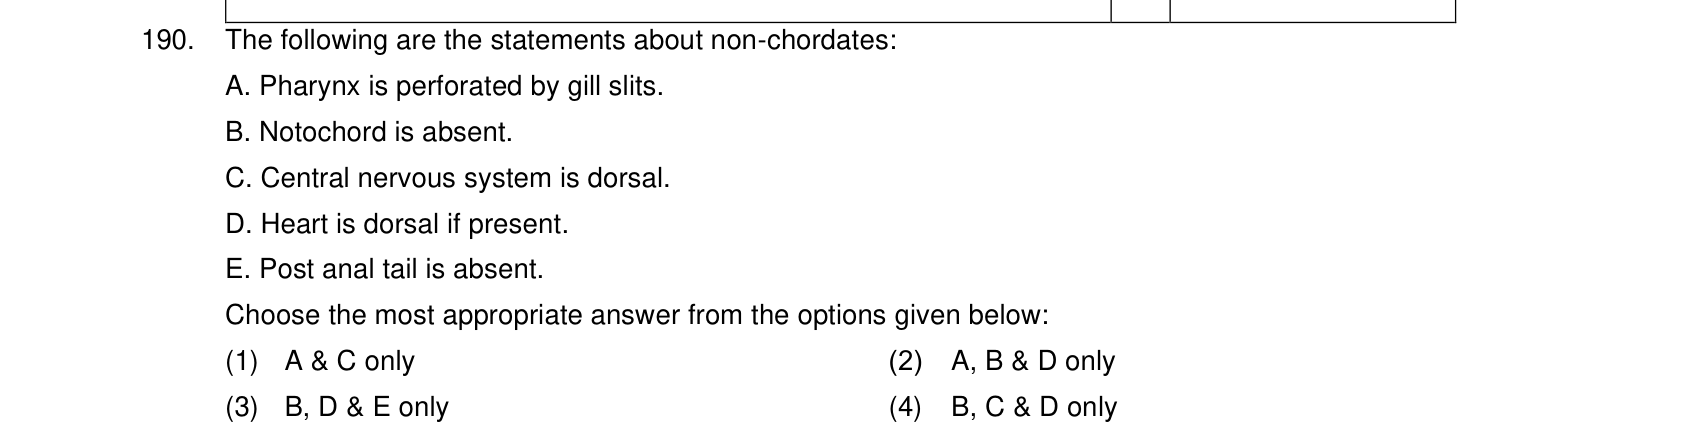 190. The following are the statements about non-chordates:
A. Pharynx is perforated by gill slits.
B. Notochord is absent.
C. Central nervous system is dorsal.
D. Heart is dorsal if present.
E. Post anal tail is absent.
Choose the most appropriate answer from the options given below:
(1) A & C only (2) A, B & D only
(3) B, D & E only (4) B, C & D only